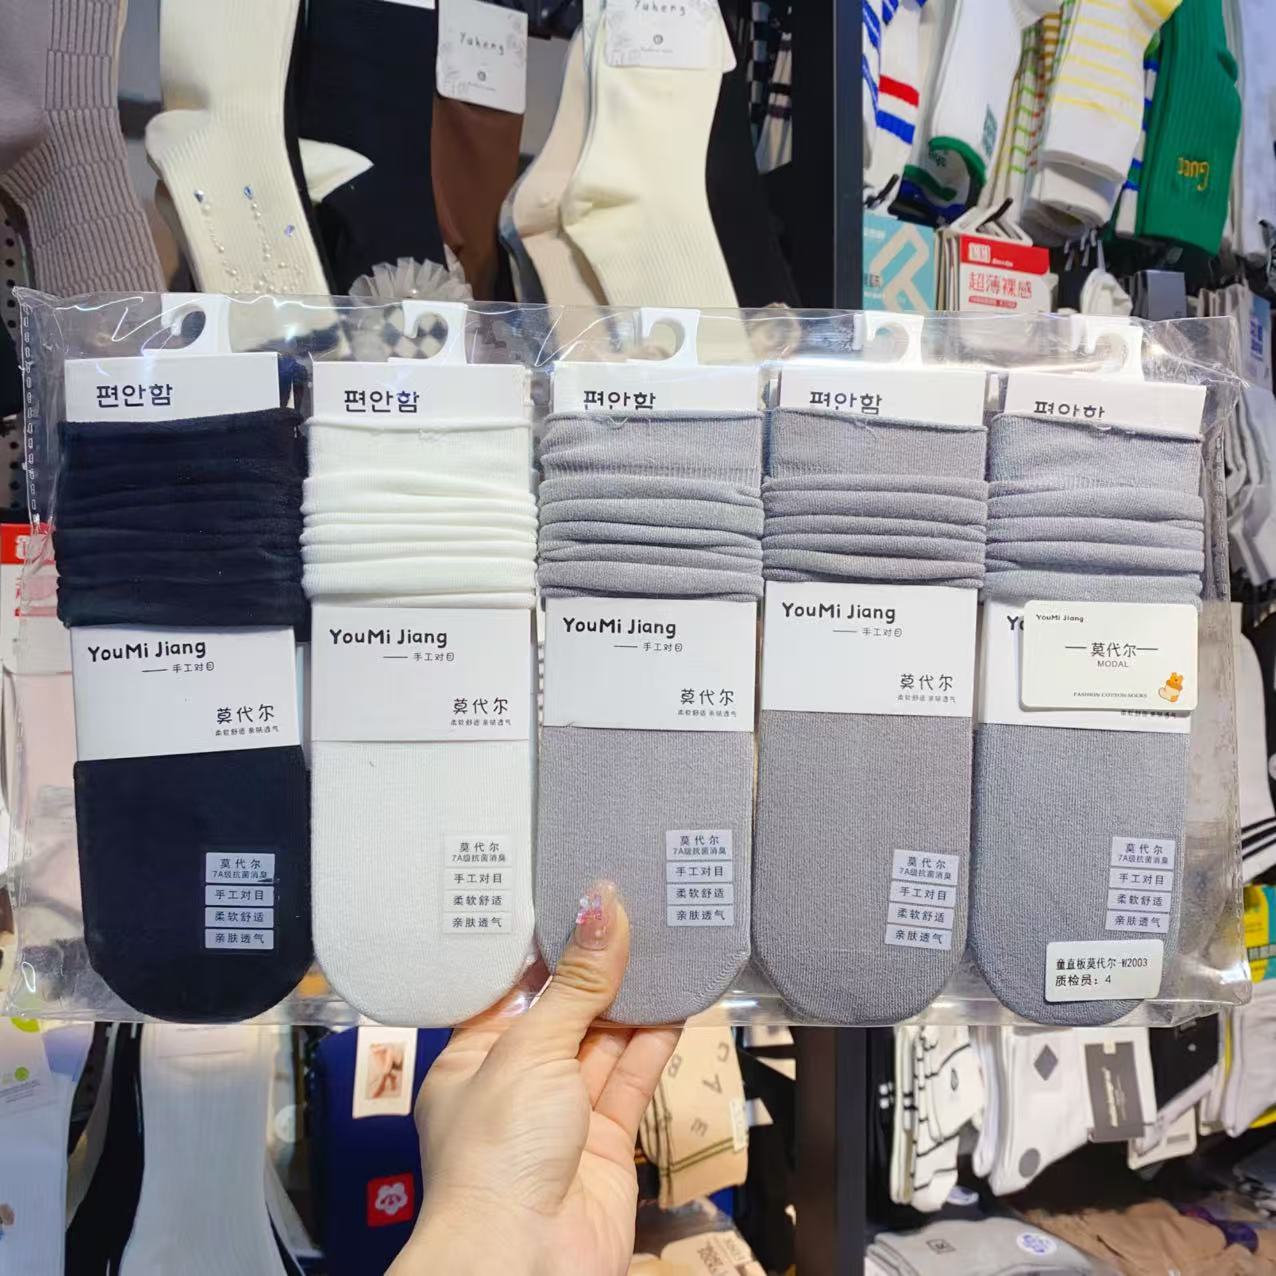 Yuheng
Yuheng
Gucc
超薄裸感
편안함
편안함
편안함
편안함
편안함
YouMi Jiang
手工对目
莫代尔
柔软舒适 亲肤透气
YouMi Jiang
手工对目
莫代尔
柔软舒适 亲肤透气
YouMi Jiang
手工对目
莫代尔
柔软舒适 亲肤透气
YouMi Jiang
手工对目
莫代尔
柔软舒适 亲肤透气
YouMi Jiang
莫代尔
MODAL
FASHION COTTON SOCKS
莫代尔
7A级抗菌消臭
手工对目
柔软舒适
亲肤透气
莫代尔
7A级抗菌消臭
手工对目
柔软舒适
亲肤透气
莫代尔
7A级抗菌消臭
手工对目
柔软舒适
亲肤透气
莫代尔
7A级抗菌消臭
手工对目
柔软舒适
亲肤透气
莫代尔
7A级抗菌消臭
手工对目
柔软舒适
亲肤透气
童直板莫代尔-W2003
质检员：4